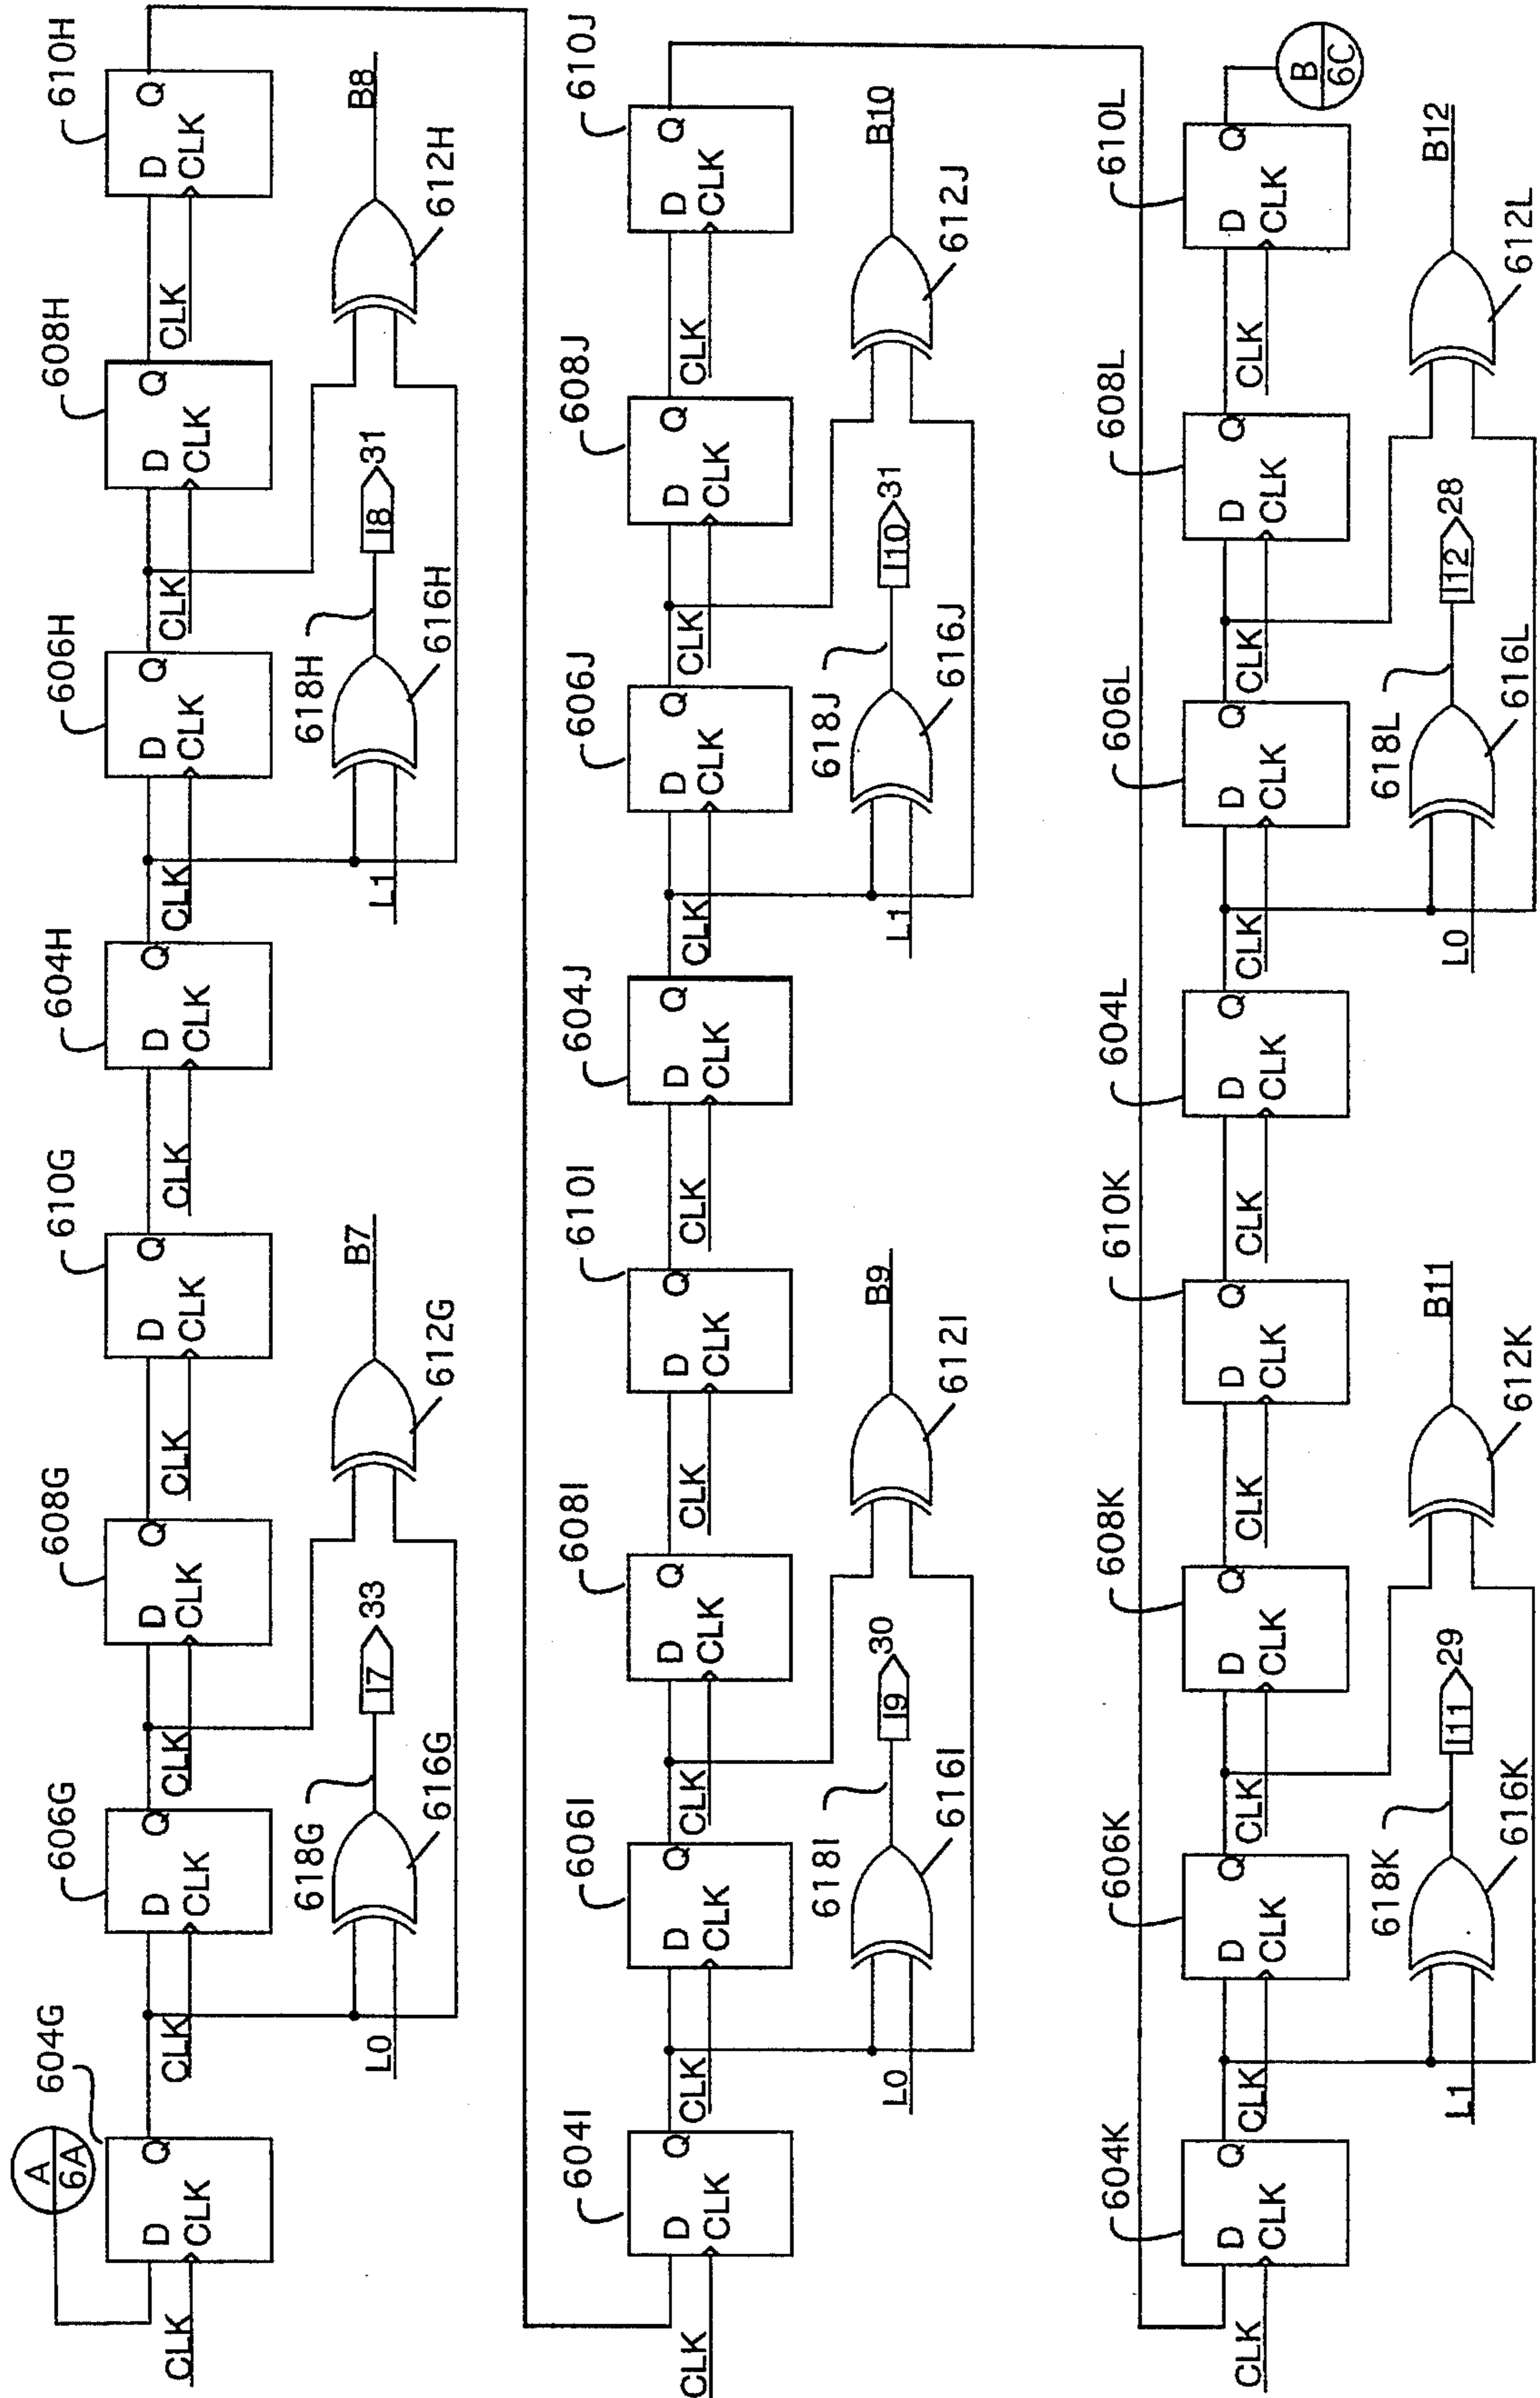 A
6A
604G
606G
608G
610G
604H
606H
608H
610H
D Q CLK
D Q CLK
D Q CLK
D Q CLK
D Q CLK
D Q CLK
D Q CLK
D Q CLK
CLK
CLK
CLK
CLK
CLK
CLK
CLK
CLK
L0
618G
616G
I7
33
612G
B7
L1
618H
616H
I8
31
612H
B8
604I
606I
608I
610I
604J
606J
608J
610J
D Q CLK
D Q CLK
D Q CLK
D Q CLK
D Q CLK
D Q CLK
D Q CLK
D Q CLK
CLK
CLK
CLK
CLK
CLK
CLK
CLK
CLK
L0
618I
616I
I9
30
612I
B9
L1
618J
616J
I10
31
612J
B10
604K
606K
608K
610K
604L
606L
608L
610L
B
6C
D Q CLK
D Q CLK
D Q CLK
D Q CLK
D Q CLK
D Q CLK
D Q CLK
D Q CLK
CLK
CLK
CLK
CLK
CLK
CLK
CLK
CLK
L1
618K
616K
I11
29
612K
B11
L0
618L
616L
I12
28
612L
B12